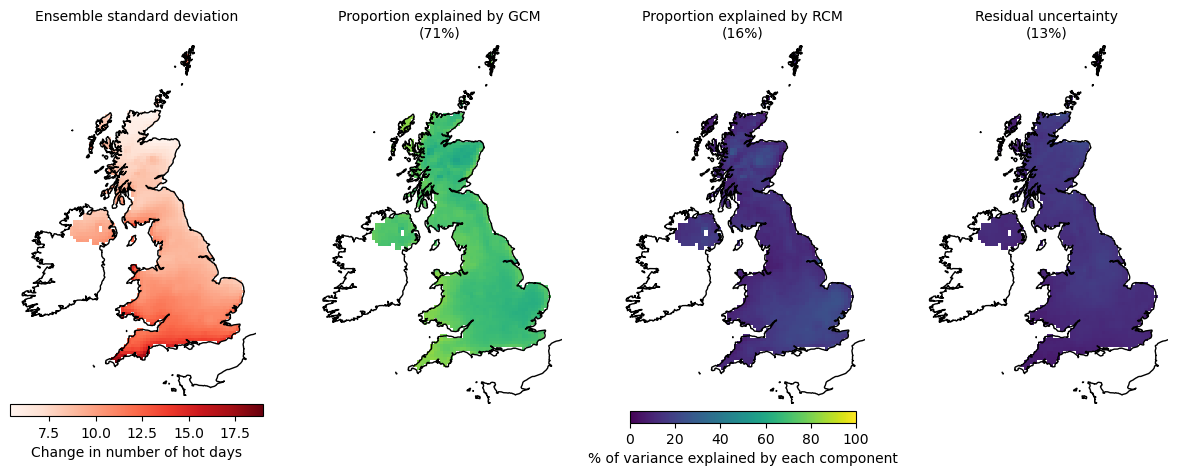 Ensemble standard deviation
Proportion explained by GCM
(71%)
Proportion explained by RCM
(16%)
Residual uncertainty
(13%)
7.5 10.0 12.5 15.0 17.5
Change in number of hot days
0 20 40 60 80 100
% of variance explained by each component